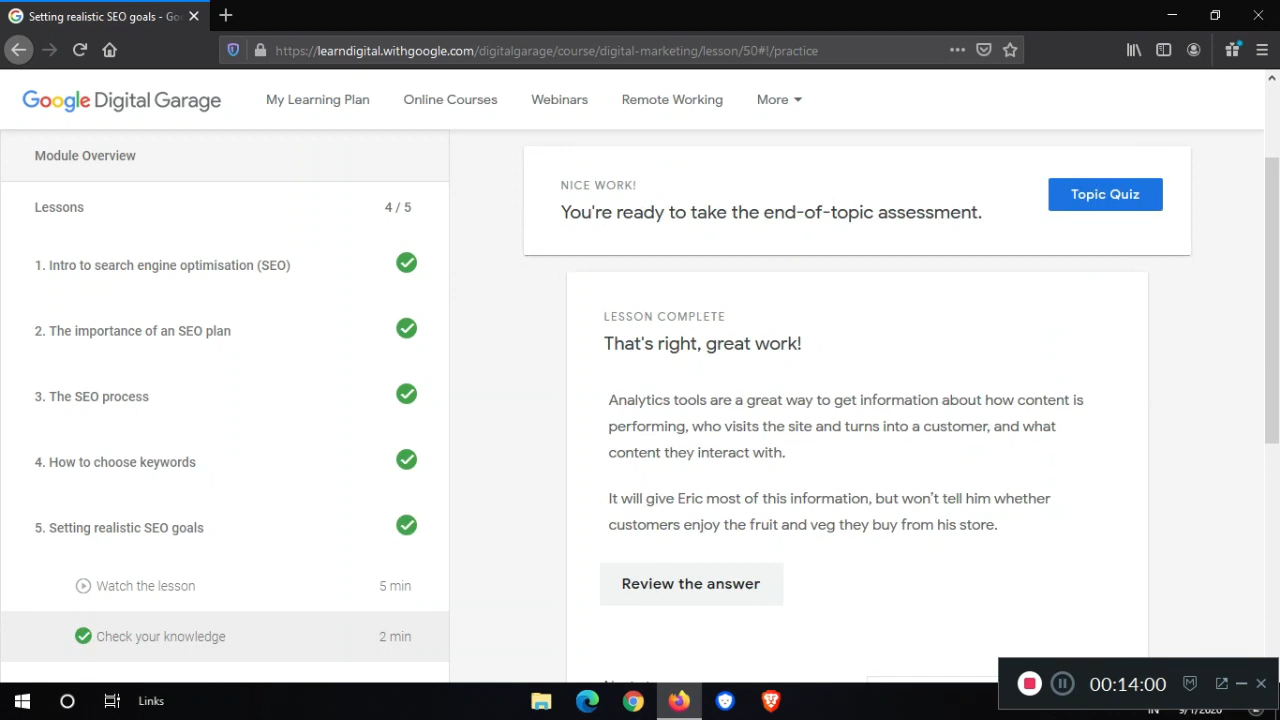 Setting realistic SEO goals - Go
https://learndigital.withgoogle.com/digitalgarage/course/digital-marketing/lesson/50#!/practice
Google Digital Garage
My Learning Plan
Online Courses
Webinars
Remote Working
More
Module Overview
Lessons 4 / 5
1. Intro to search engine optimisation (SEO)
2. The importance of an SEO plan
3. The SEO process
4. How to choose keywords
5. Setting realistic SEO goals
Watch the lesson 5 min
Check your knowledge 2 min
NICE WORK!
You're ready to take the end-of-topic assessment.
Topic Quiz
LESSON COMPLETE
That's right, great work!
Analytics tools are a great way to get information about how content is
performing, who visits the site and turns into a customer, and what
content they interact with.
It will give Eric most of this information, but won't tell him whether
customers enjoy the fruit and veg they buy from his store.
Review the answer
00:14:00
Links
IN 9/1/2020